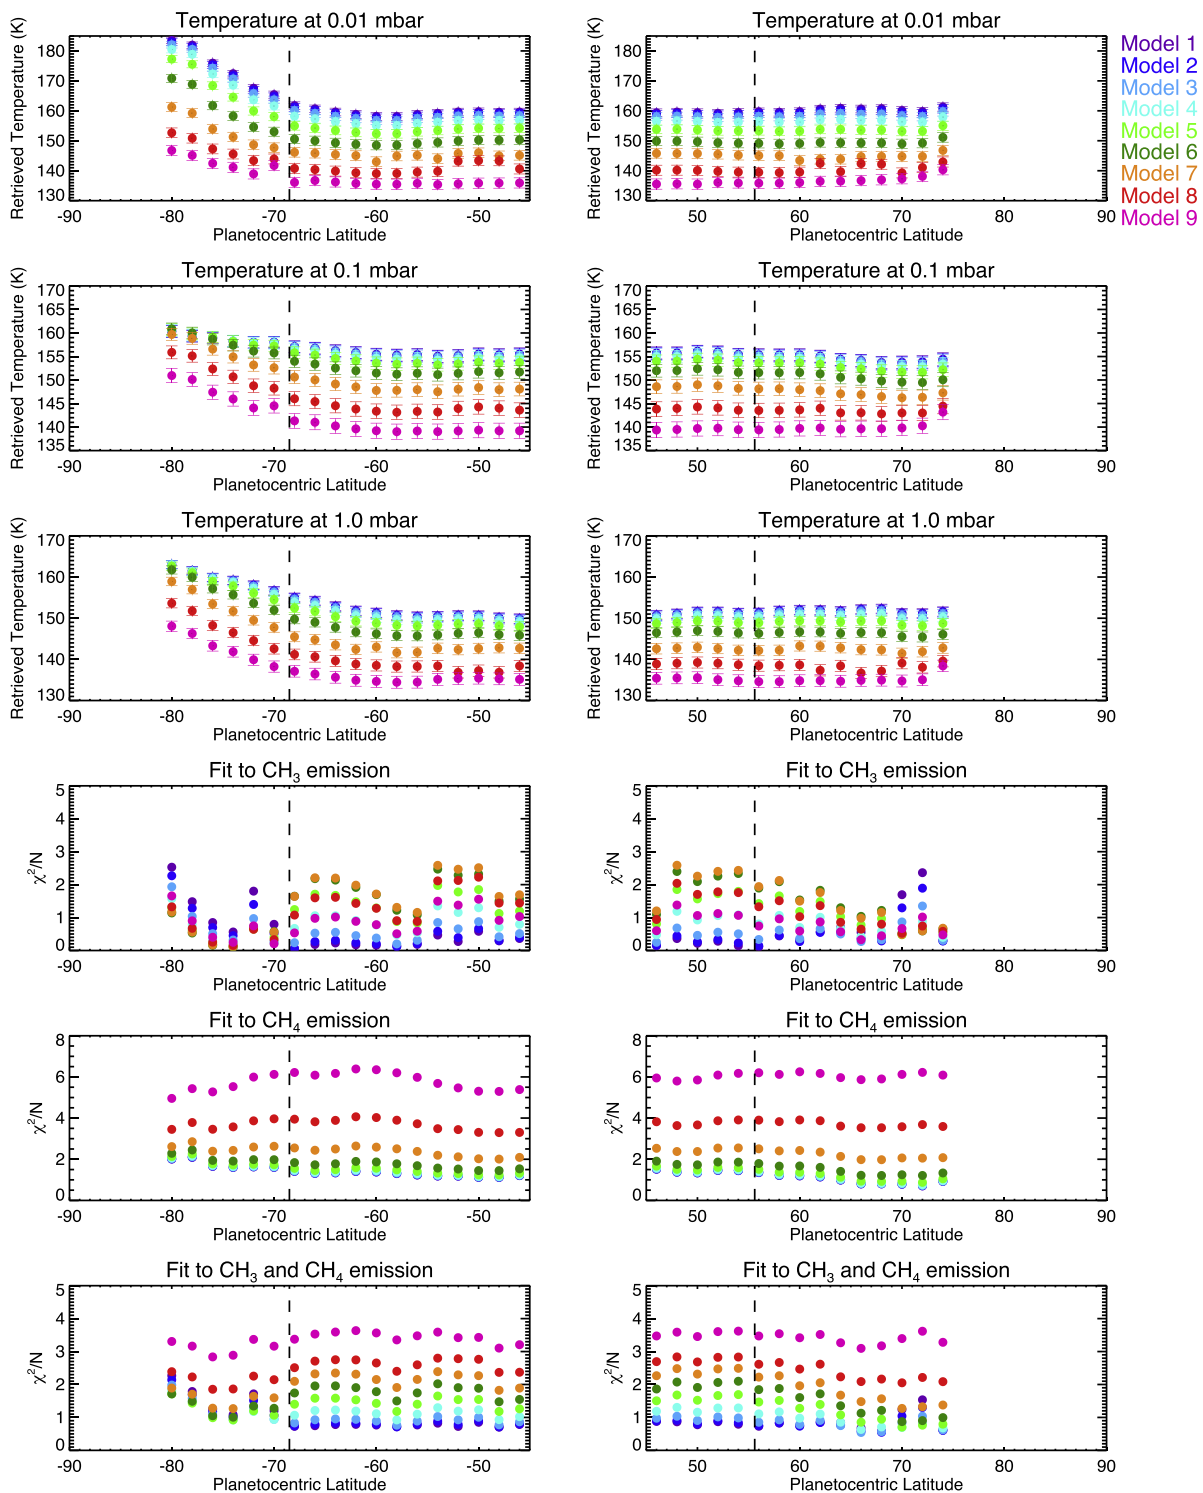 Temperature at 0.01 mbar
Retrieved Temperature (K)
180
170
160
150
140
130
-90 -80 -70 -60 -50
Planetocentric Latitude
Temperature at 0.01 mbar
Retrieved Temperature (K)
180
170
160
150
140
130
50 60 70 80 90
Planetocentric Latitude
Model 1
Model 2
Model 3
Model 4
Model 5
Model 6
Model 7
Model 8
Model 9
Temperature at 0.1 mbar
Retrieved Temperature (K)
170
165
160
155
150
145
140
135
-90 -80 -70 -60 -50
Planetocentric Latitude
Temperature at 0.1 mbar
Retrieved Temperature (K)
170
165
160
155
150
145
140
135
50 60 70 80 90
Planetocentric Latitude
Temperature at 1.0 mbar
Retrieved Temperature (K)
170
160
150
140
130
-90 -80 -70 -60 -50
Planetocentric Latitude
Temperature at 1.0 mbar
Retrieved Temperature (K)
170
160
150
140
130
50 60 70 80 90
Planetocentric Latitude
Fit to CH₃ emission
χ²/N
5
4
3
2
1
0
-90 -80 -70 -60 -50
Planetocentric Latitude
Fit to CH₃ emission
χ²/N
5
4
3
2
1
0
50 60 70 80 90
Planetocentric Latitude
Fit to CH₄ emission
χ²/N
8
6
4
2
0
-90 -80 -70 -60 -50
Planetocentric Latitude
Fit to CH₄ emission
χ²/N
8
6
4
2
0
50 60 70 80 90
Planetocentric Latitude
Fit to CH₃ and CH₄ emission
χ²/N
5
4
3
2
1
0
-90 -80 -70 -60 -50
Planetocentric Latitude
Fit to CH₃ and CH₄ emission
χ²/N
5
4
3
2
1
0
50 60 70 80 90
Planetocentric Latitude